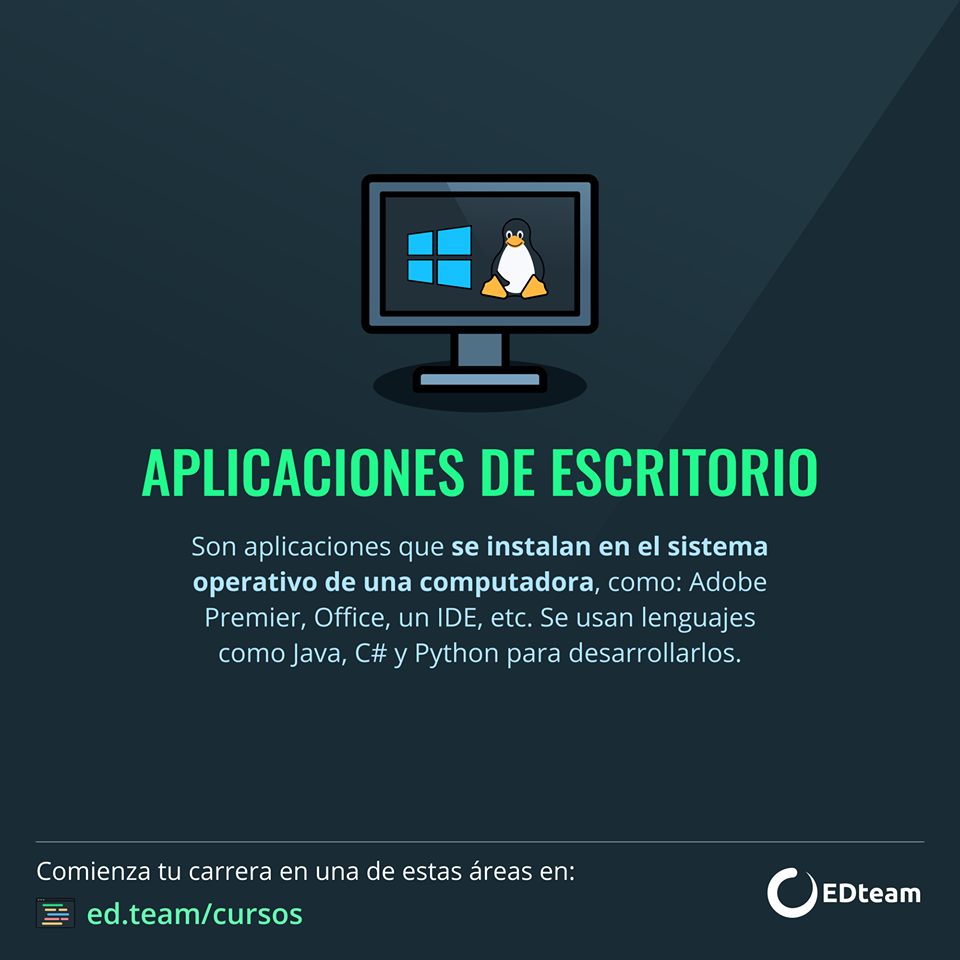 APLICACIONES DE ESCRITORIO
Son aplicaciones que se instalan en el sistema
operativo de una computadora, como: Adobe
Premier, Office, un IDE, etc. Se usan lenguajes
como Java, C# y Python para desarrollarlos.
Comienza tu carrera en una de estas áreas en:
ed.team/cursos
EDteam